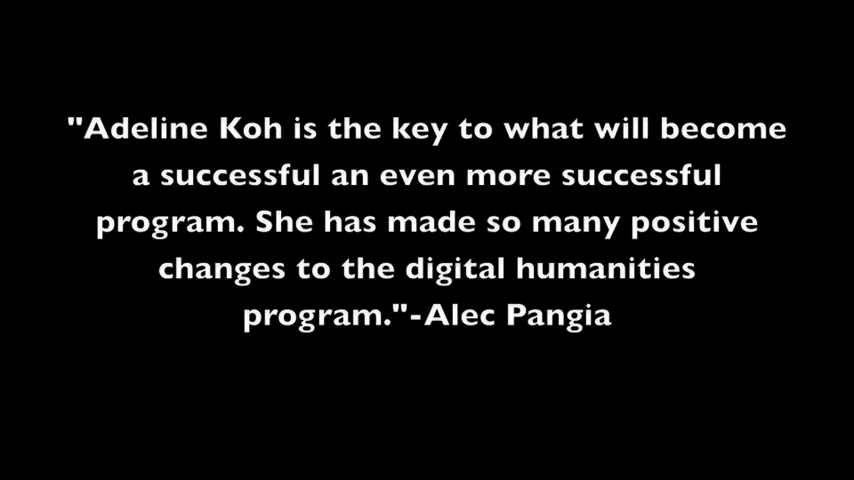 "Adeline Koh is the key to what will become
a successful an even more successful
program. She has made so many positive
changes to the digital humanities
program."-Alec Pangia